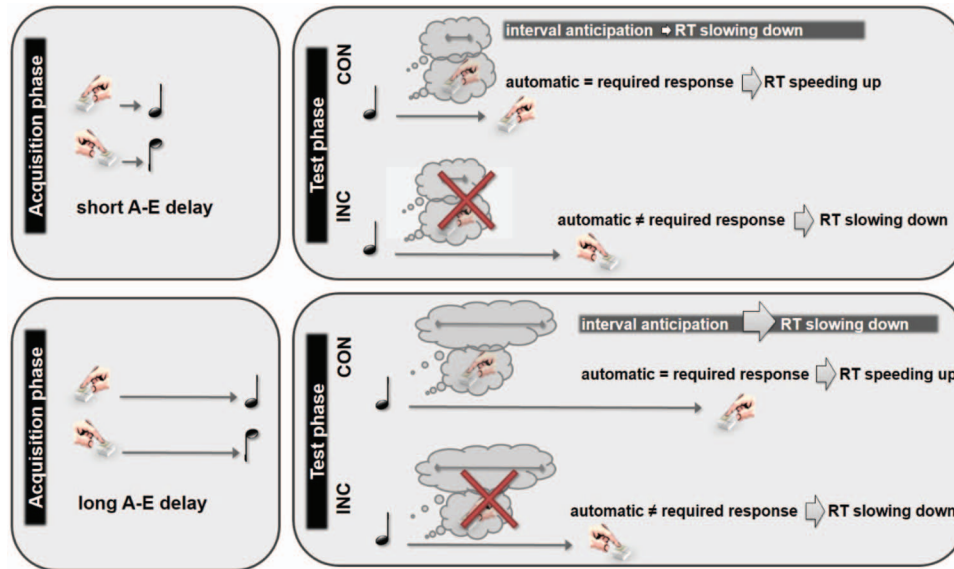 Acquisition phase
short A-E delay
Test phase
CON
interval anticipation ➡ RT slowing down
automatic = required response ➡ RT speeding up
INC
automatic ≠ required response ➡ RT slowing down
Acquisition phase
long A-E delay
Test phase
CON
interval anticipation ➡ RT slowing down
automatic = required response ➡ RT speeding up
INC
automatic ≠ required response ➡ RT slowing down